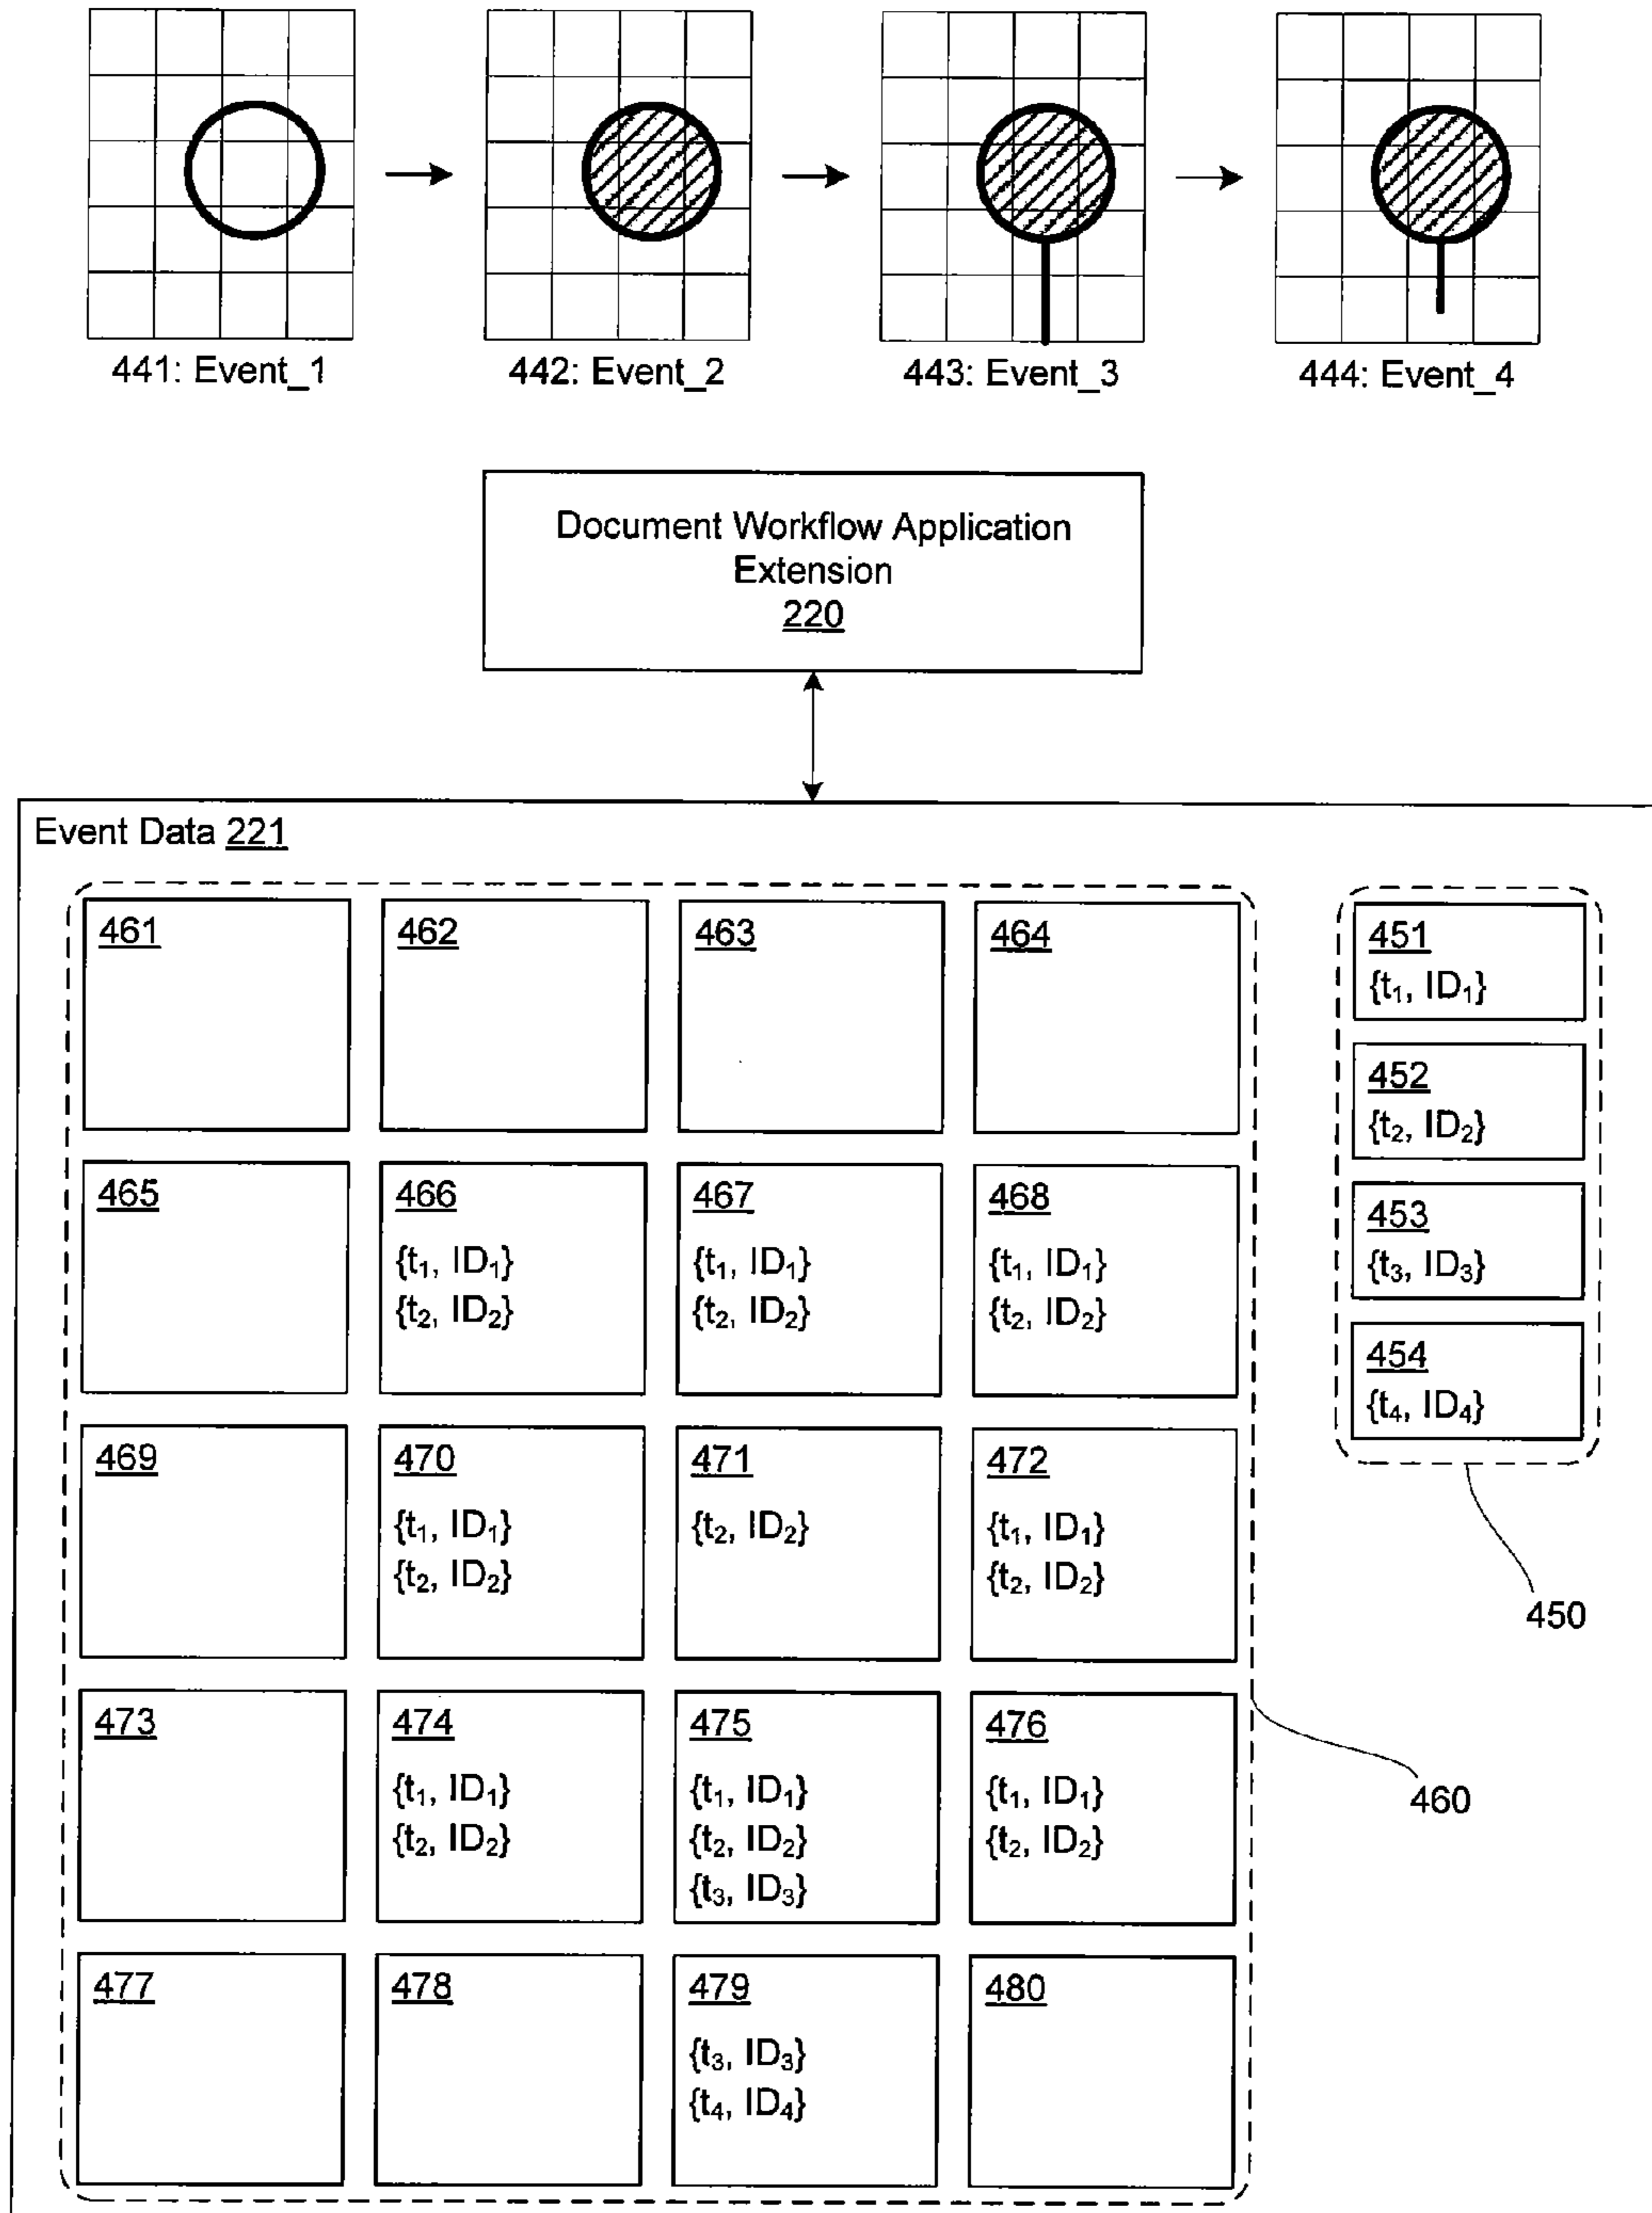 441: Event_1
442: Event_2
443: Event_3
444: Event_4
Document Workflow Application
Extension
220
Event Data 221
461
462
463
464
465
466
{t₁, ID₁}
{t₂, ID₂}
467
{t₁, ID₁}
{t₂, ID₂}
468
{t₁, ID₁}
{t₂, ID₂}
469
470
{t₁, ID₁}
{t₂, ID₂}
471
{t₂, ID₂}
472
{t₁, ID₁}
{t₂, ID₂}
473
474
{t₁, ID₁}
{t₂, ID₂}
475
{t₁, ID₁}
{t₂, ID₂}
{t₃, ID₃}
476
{t₁, ID₁}
{t₂, ID₂}
477
478
479
{t₃, ID₃}
{t₄, ID₄}
480
451
{t₁, ID₁}
452
{t₂, ID₂}
453
{t₃, ID₃}
454
{t₄, ID₄}
450
460